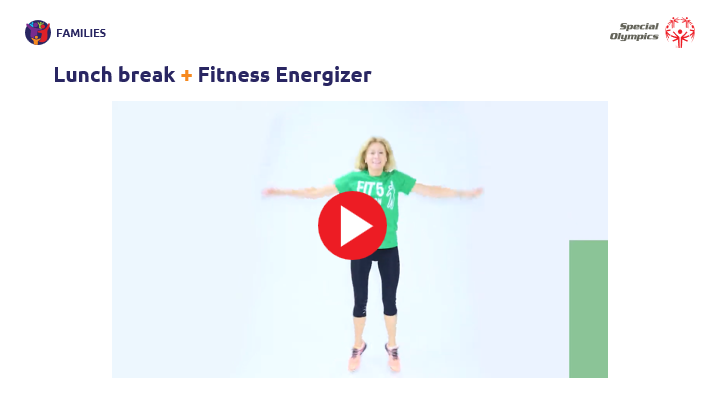 FAMILIES
Special
Olympics
Lunch break + Fitness Energizer
FIT 5